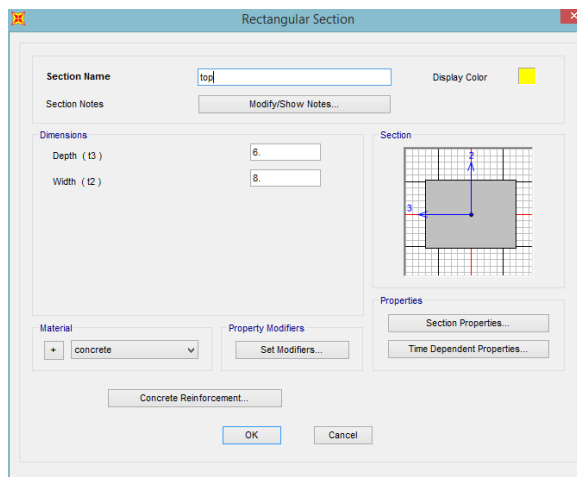 Rectangular Section
Section Name
top
Display Color
Section Notes
Modify/Show Notes...
Dimensions
Depth ( t3 )
6.
Width ( t2 )
8.
Section
2
3
Properties
Section Properties...
Time Dependent Properties...
Material
+
concrete
Property Modifiers
Set Modifiers...
Concrete Reinforcement...
OK
Cancel